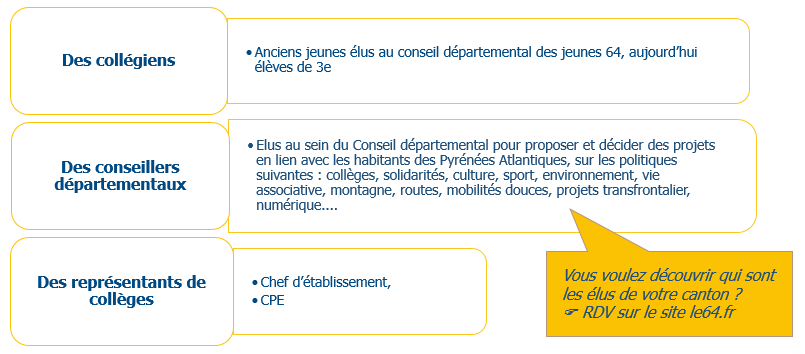 Des collégiens
• Anciens jeunes élus au conseil départemental des jeunes 64, aujourd’hui
élèves de 3e
Des conseillers
départementaux
• Elus au sein du Conseil départemental pour proposer et décider des projets
en lien avec les habitants des Pyrénées Atlantiques, sur les politiques
suivantes : collèges, solidarités, culture, sport, environnement, vie
associative, montagne, routes, mobilités douces, projets transfrontalier,
numérique....
Des représentants de
collèges
• Chef d’établissement,
• CPE
Vous voulez découvrir qui sont
les élus de votre canton ?
☞ RDV sur le site le64.fr